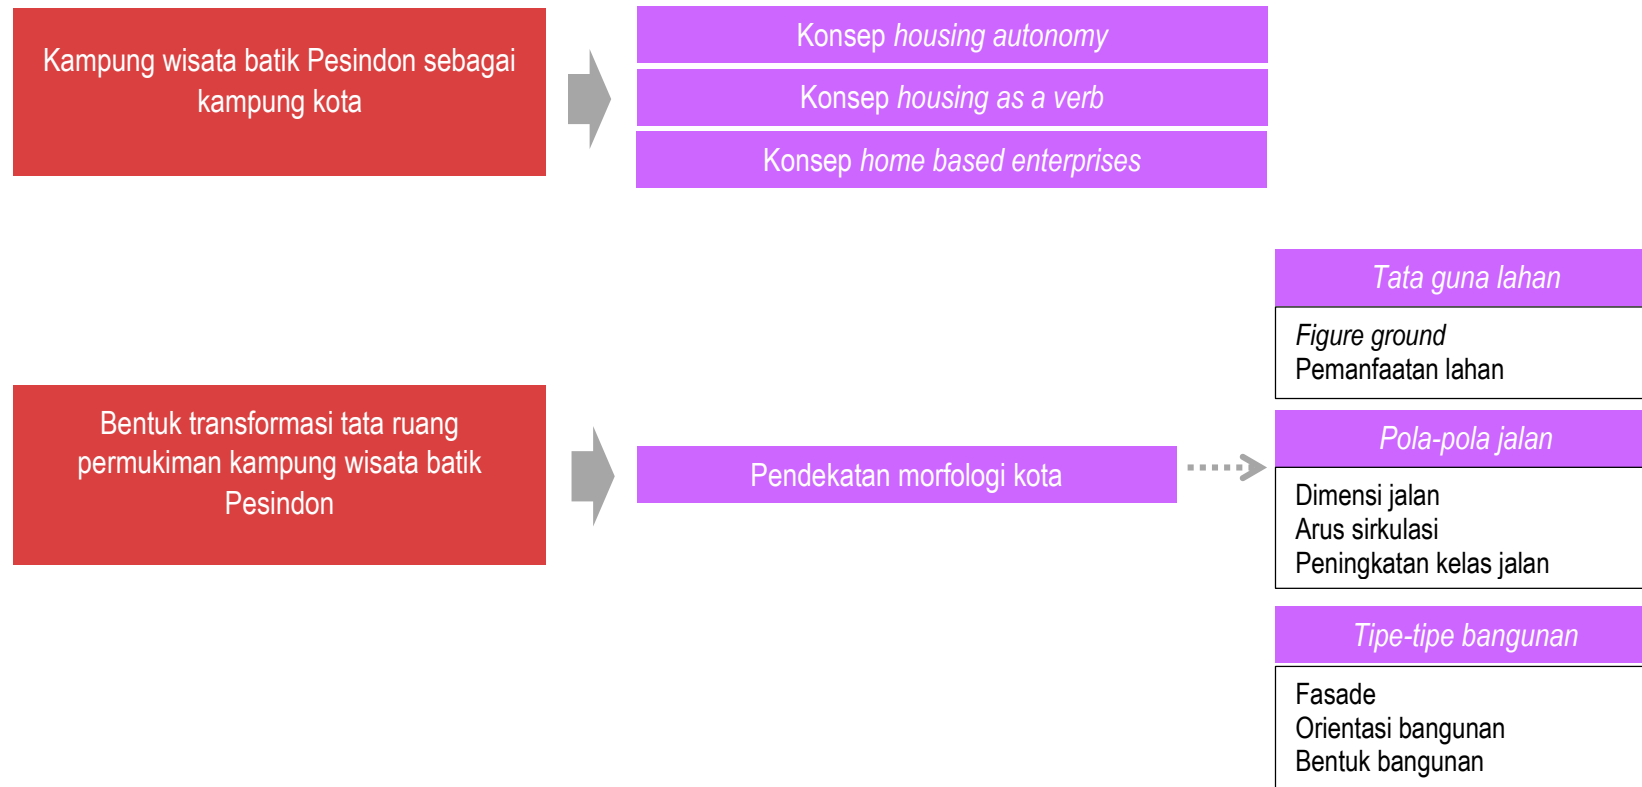 Kampung wisata batik Pesindon sebagai
kampung kota
Konsep housing autonomy
Konsep housing as a verb
Konsep home based enterprises
Bentuk transformasi tata ruang
permukiman kampung wisata batik
Pesindon
Pendekatan morfologi kota
Tata guna lahan
Figure ground
Pemanfaatan lahan
Pola-pola jalan
Dimensi jalan
Arus sirkulasi
Peningkatan kelas jalan
Tipe-tipe bangunan
Fasade
Orientasi bangunan
Bentuk bangunan